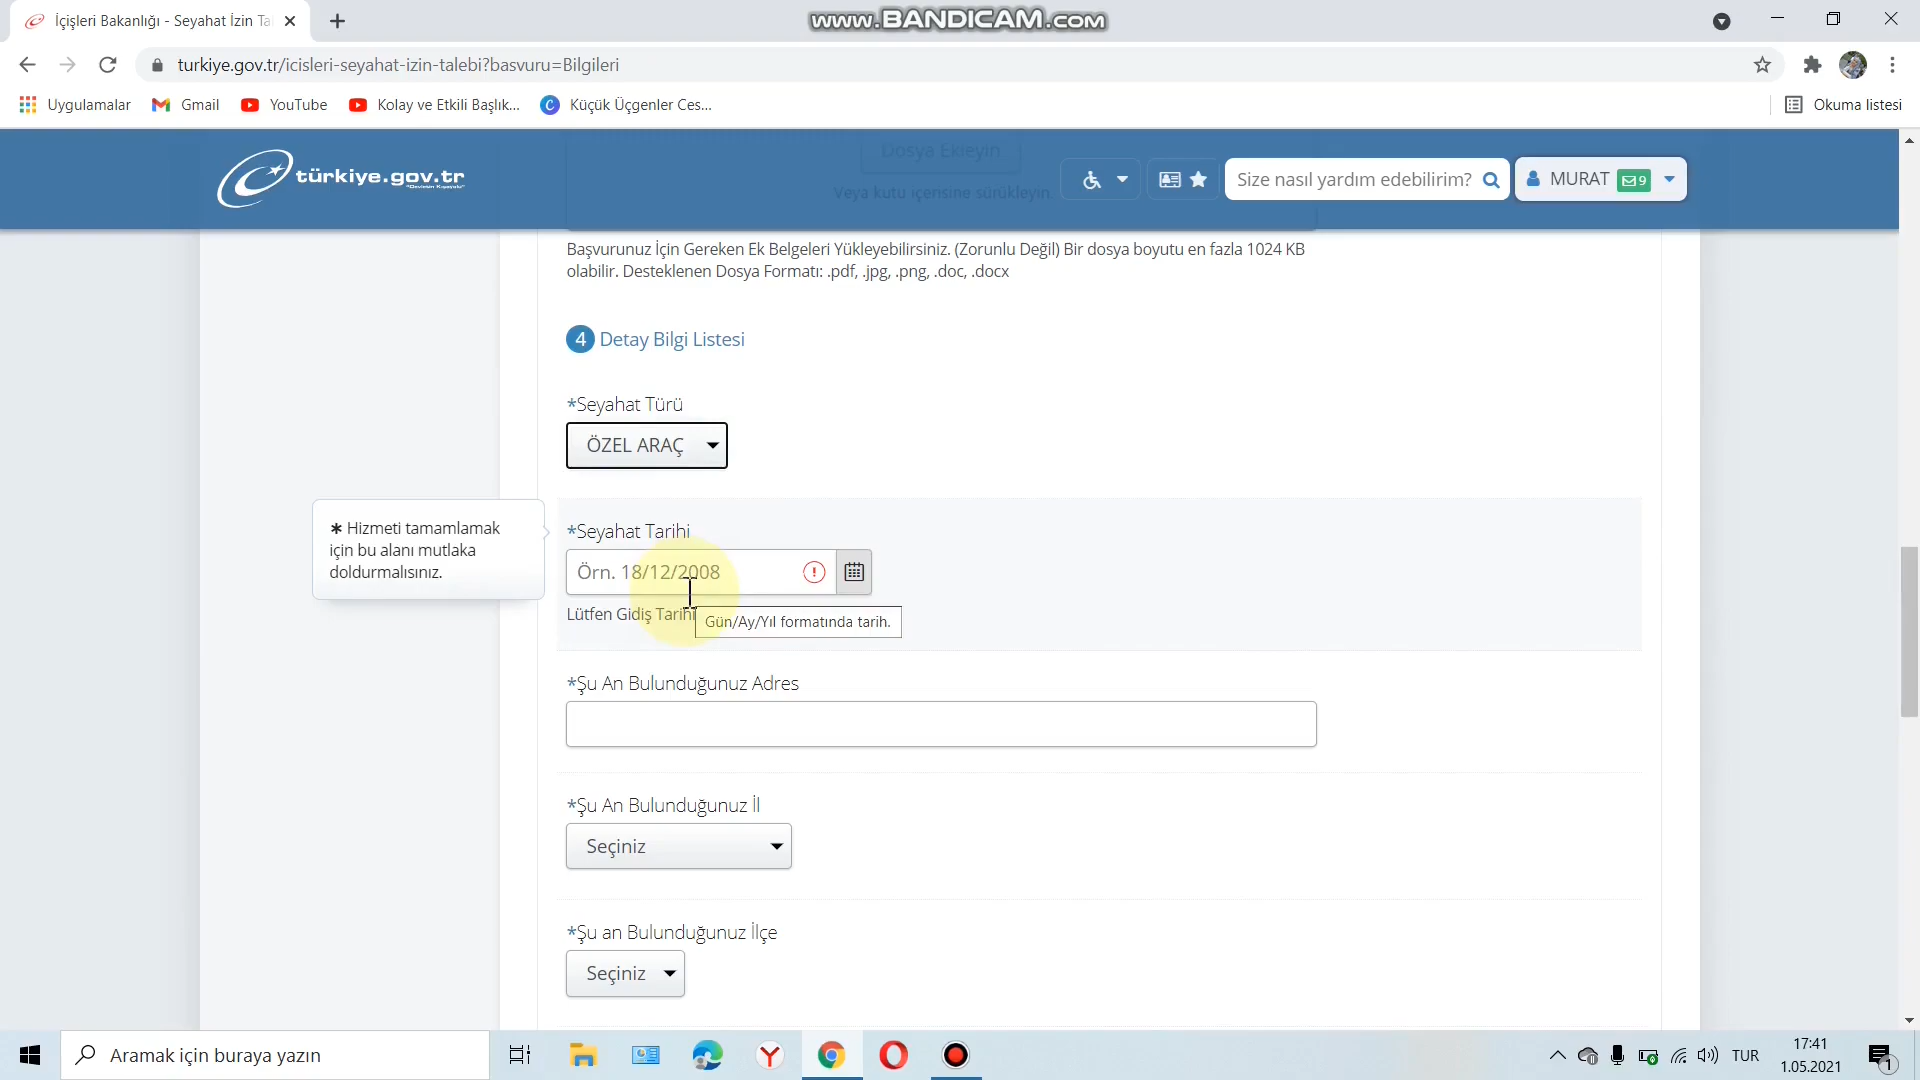 İçişleri Bakanlığı - Seyahat İzin Ta
www.BANDICAM.com
turkiye.gov.tr/icisleri-seyahat-izin-talebi?basvuru=Bilgileri
Uygulamalar
Gmail
YouTube
Kolay ve Etkili Başlık...
C
Küçük Üçgenler Ces...
Okuma listesi
türkiye.gov.tr
"Devletin Kısayolu"
Dosya Ekleyin
Veya kutu içerisine sürükleyin.
Size nasıl yardım edebilirim?
MURAT
9
Başvurunuz İçin Gereken Ek Belgeleri Yükleyebilirsiniz. (Zorunlu Değil) Bir dosya boyutu en fazla 1024 KB
olabilir. Desteklenen Dosya Formatı: .pdf, .jpg, .png, .doc, .docx
4 Detay Bilgi Listesi
*Seyahat Türü
ÖZEL ARAÇ
* Hizmeti tamamlamak
için bu alanı mutlaka
doldurmalısınız.
*Seyahat Tarihi
Örn. 18/12/2008
Lütfen Gidiş Tarihi
Gün/Ay/Yıl formatında tarih.
*Şu An Bulunduğunuz Adres
*Şu An Bulunduğunuz İl
Seçiniz
*Şu an Bulunduğunuz İlçe
Seçiniz
Aramak için buraya yazın
TUR
17:41
1.05.2021
1